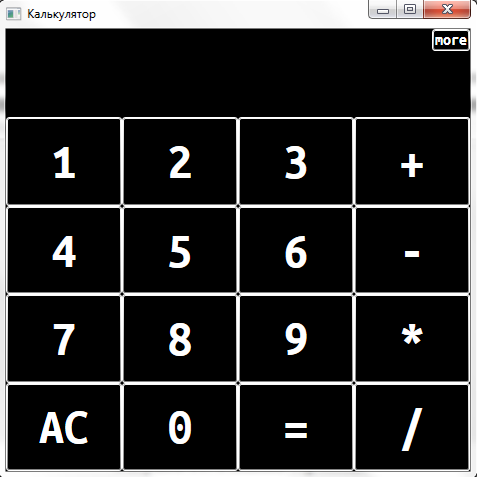 Калькулятор
more
1 2 3 +
4 5 6 -
7 8 9 *
AC 0 = /